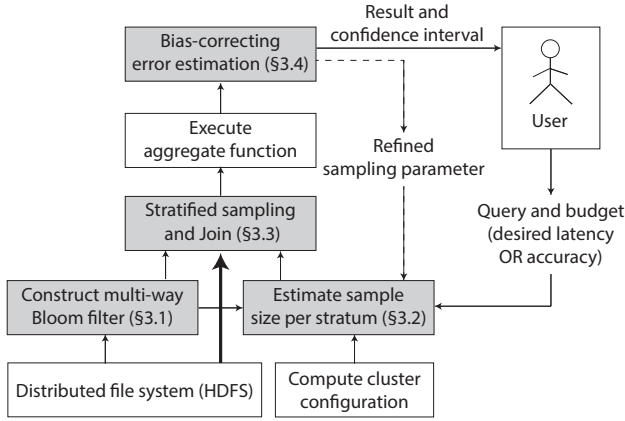 Result and
confidence interval
Bias-correcting
error estimation (§3.4)
User
Execute
aggregate function
Refined
sampling parameter
Stratified sampling
and Join (§3.3)
Query and budget
(desired latency
OR accuracy)
Construct multi-way
Bloom filter (§3.1)
Estimate sample
size per stratum (§3.2)
Distributed file system (HDFS)
Compute cluster
configuration